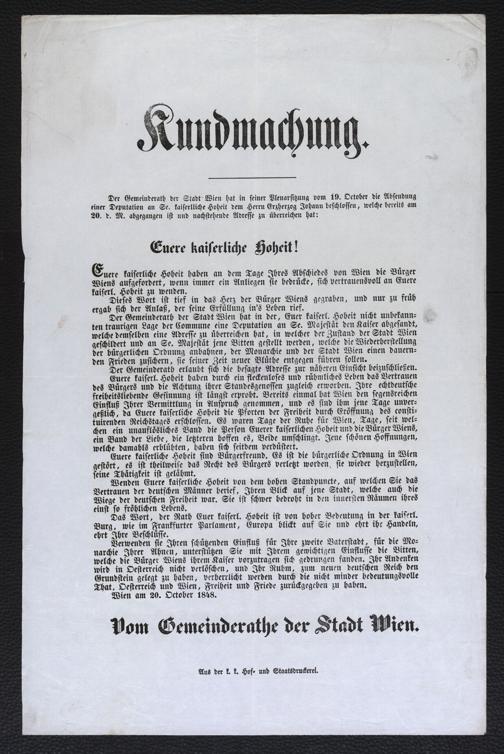 Kundmachung.
Der Gemeinderath der Stadt Wien hat in seiner Plenarsitzung vom 19. October die Absendung
einer Deputation an Se. kaiserlliche Hoheit dem Herrn Erzherzog Johann beschlossen, welche bereits am
20. d. M. abgegangen ist und nachstehende Adresse zu überreichen hat:
Euere kaiserliche Hoheit!
Euere kaiserliche Hoheit haben an dem Tage Ihres Abschiedes von Wien die Bürger
Wiens aufgefordert, wenn immer ein Anliegen sie bedrücke, sich vertrauensvoll an Euere
kaiserl. Hoheit zu wenden.
Dieses Wort ist tief in das Herz der Bürger Wiens gegraben, und nur zu früh
ergab sich der Anlaß, der seine Erfüllung in's Leben rief.
Der Gemeinderath der Stadt Wien hat in der, Euer kaiserl. Hoheit nicht unbekann-
ten traurigen Lage der Commune eine Deputation an Se. Majestät den Kaiser abgesandt,
welche demselben eine Adresse zu überreichen hat, in welcher der Zustand der Stadt Wien
geschildert und an Se. Majestät jene Bitten gestellt werden, welche die Wiederherstellung
der bürgerlichen Ordnung anbahnen, der Monarchie und der Stadt Wien einen dauern-
den Frieden zusichern, sie seiner Zeit neuer Blüthe entgegen führen sollen.
Der Gemeinderath erlaubt sich die besagte Adresse zur näheren Einsicht beizuschließen.
Euere kaiserl. Hoheit haben durch ein fleckenloses und rühmliches Leben das Vertrauen
des Bürgers und die Achtung ihrer Standesgenossen zugleich erworben. Ihre echtdeutsche
freiheitsliebende Gesinnung ist längst erprobt. Bereits einmal hat Wien den segensreichen
Einfluß Ihrer Vermittlung in Anspruch genommen, und es sind ihm jene Tage unver-
geßlich, da Euere kaiserliche Hoheit die Pforten der Freiheit durch Eröffnung des consti-
tuirenden Reichstages erschlossen. Es waren Tage der Ruhe für Wien, Tage, seit wel-
chen ein unauflösliches Band die Person Euerer kaiserlichen Hoheit und die Bürger Wiens,
ein Band der Liebe, die letztern hoffen es, Beide umschlingt. Jene schönen Hoffnungen,
welche damahls erblühten, haben sich seitdem verdüstert.
Euere kaiserliche Hoheit sind Bürgerfreund. Es ist die bürgerliche Ordnung in Wien
gestört, es ist theilweise das Recht des Bürgers verletzt worden, sie wieder herzustellen,
seine Thätigkeit ist gelähmt.
Wenden Euere kaiserliche Hoheit von dem hohen Standpuncte, auf welchen Sie das
Vertrauen der deutschen Männer berief, Ihren Blick auf jene Stadt, welche auch die
Wiege der deutschen Freiheit war. Sie ist schwer bedroht in den innersten Räumen ihres
einst so fröhlichen Lebens.
Das Wort, der Rath Euer kaiserl. Hoheit ist von hoher Bedeutung in der kaiserl.
Burg, wie im Frankfurter Parlament, Europa blickt auf Sie und ehrt ihr Handeln,
ehrt Ihre Beschlüsse.
Verwenden sie Ihren schützenden Einfluß für Ihre zweite Vaterstadt, für die Mo-
narchie Ihrer Ahnen, unterstützen Sie mit Ihrem gewichtigen Einflusse die Bitten,
welche die Bürger Wiens ihrem Kaiser vorzutragen sich gedrungen fanden. Ihr Andenken
wird in Oesterreich nicht verlöschen, und Ihr Ruhm, zum neuen deutschen Reich den
Grundstein gelegt zu haben, verherrlicht werden durch die nicht minder bedeutungsvolle
That, Oesterreich und Wien, Freiheit und Friede zurückgegeben zu haben.
Wien am 20. October 1848.
Vom Gemeinderathe der Stadt Wien.
Aus der k. k. Hof- und Staatsdruckerei.